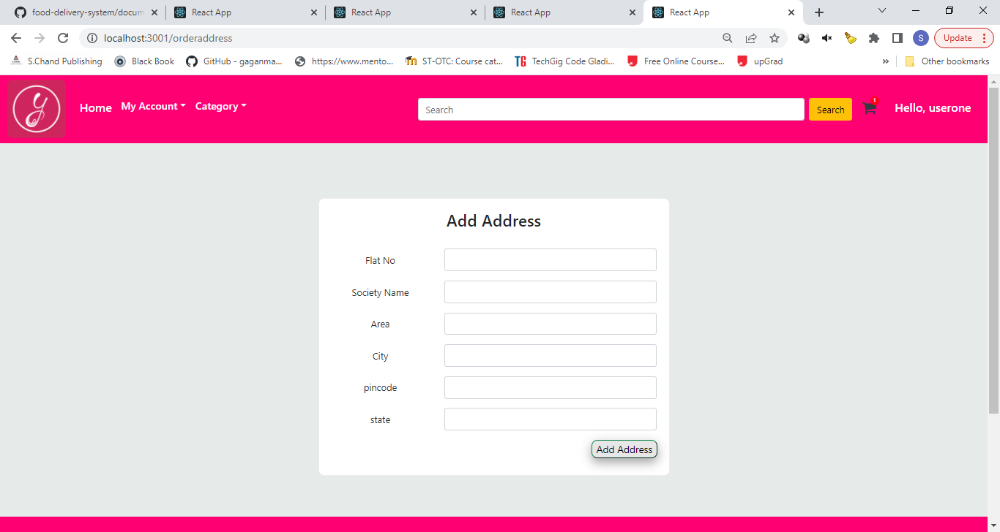 food-delivery-system/docum
React App
React App
React App
React App
localhost:3001/orderaddress
S
Update
S.Chand Publishing
Black Book
GitHub - gaganma...
https://www.mento...
ST-OTC: Course cat...
TG
TechGig Code Gladi...
Free Online Course...
upGrad
»
Other bookmarks
y
Home
My Account
Category
Search
Search
1
Hello, userone
Add Address
Flat No
Society Name
Area
City
pincode
state
Add Address